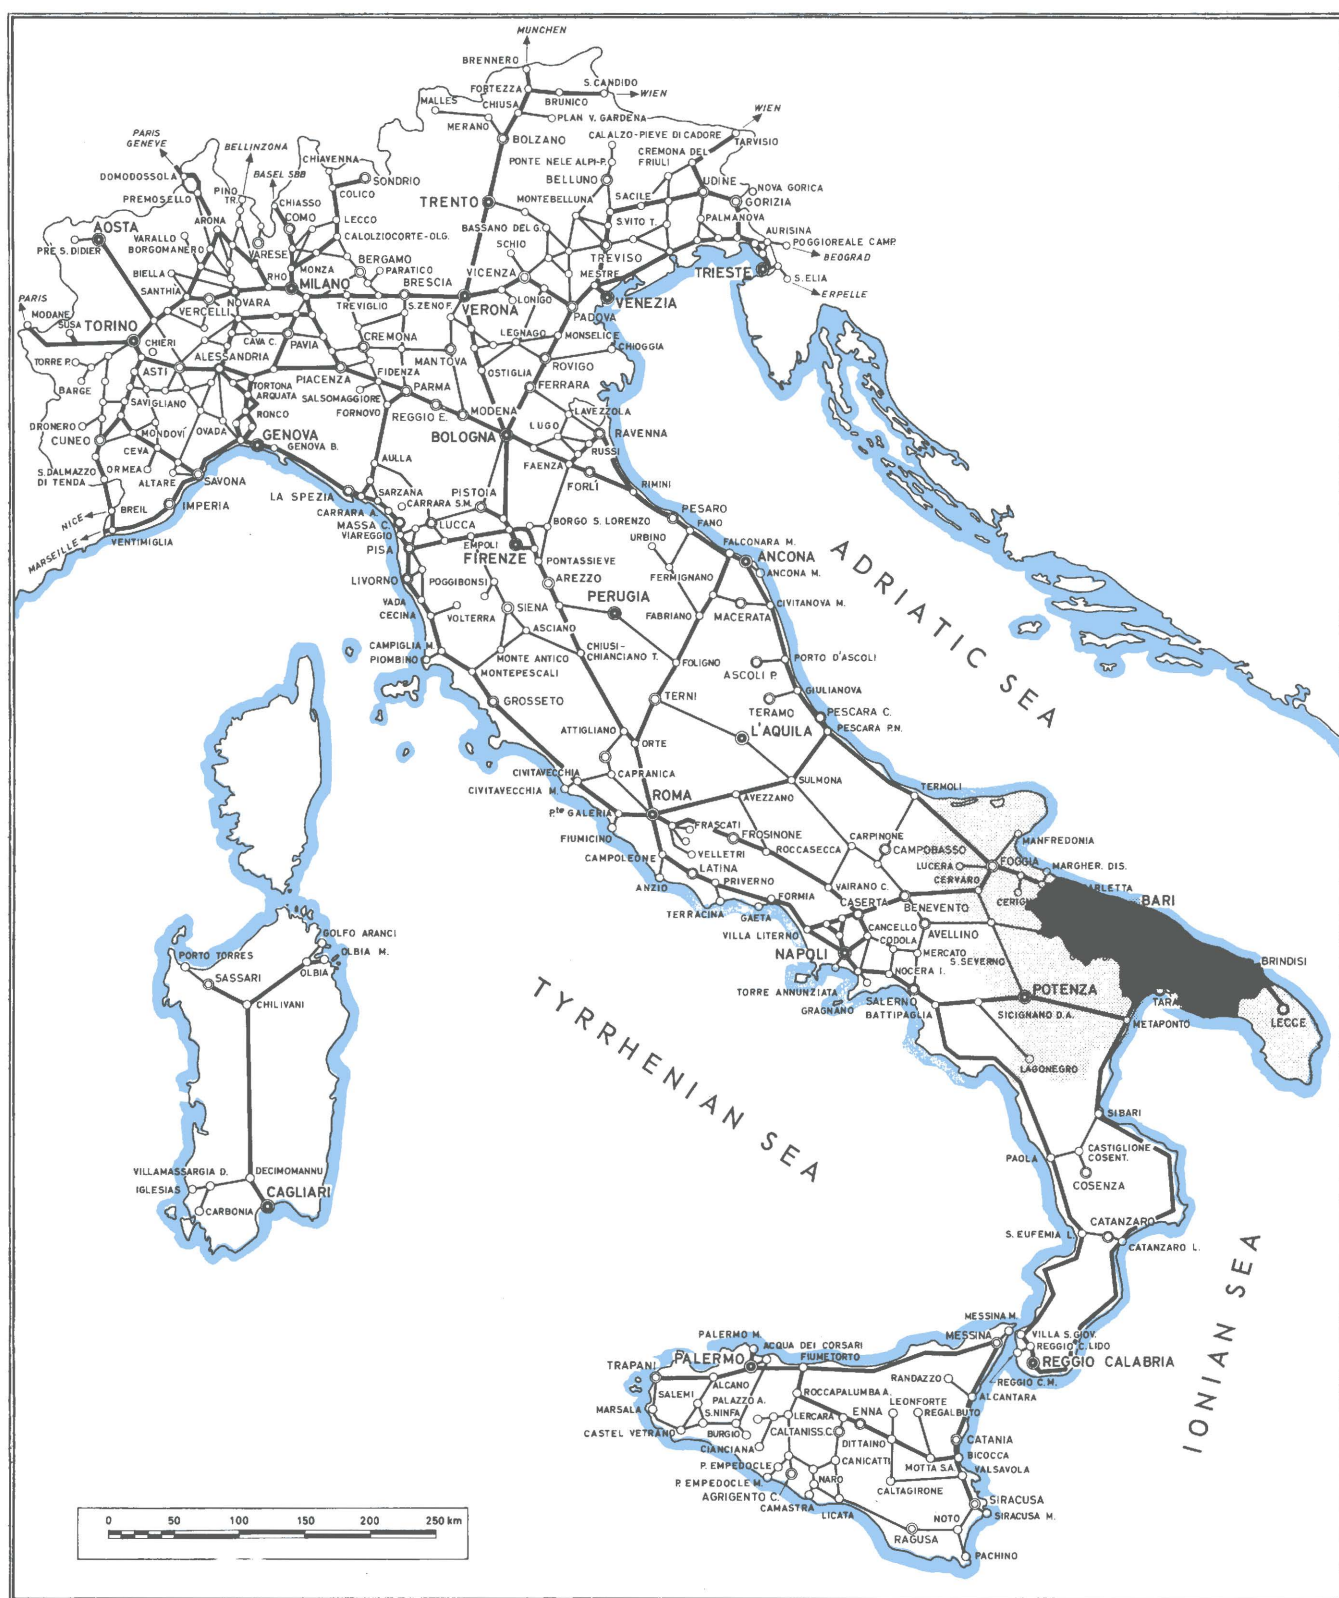 MÜNCHEN
BRENNERO
FORTEZZA
S. CANDIDO
WIEN
BRUNICO
MALLES
CHIUSA
PLAN V. GARDENA
MERANO
BOLZANO
WIEN
CALALZO-PIEVE DI CADORE
TARVISIO
PARIS
GENEVE
BELLINZONA
BASEL SBB
CHIAVENNA
PONTE NELE ALPI-P.
CREMONA DEL
FRIULI
DOMODOSSOLA
SONDRIO
BELLUNO
UDINE
NOVA GORICA
PREMOSELLO
PINO
TR.
CHIASSO
COLICO
TRENTO
MONTEBELLUNA
SACILE
GORIZIA
COMO
LECCO
AOSTA
ARONA
BASSANO DEL G.
S.VITO T.
PALMANOVA
PRE S. DIDIER
VARALLO
BORGOMANERO
VARESE
CALOLZIOCORTE-OLG.
SCHIO
AURISINA
POGGIOREALE CAMP.
BEOGRAD
BERGAMO
TREVISO
BIELLA
RHO
MONZA
PARATICO
VICENZA
MESTRE
TRIESTE
S. ELIA
ERPELLE
SANTHIÀ
MILANO
BRESCIA
PARIS
MODANE
SUSA
NOVARA
VERCELLI
TREVIGLIO
S. ZENO F.
VERONA
LONIGO
VENEZIA
PADOVA
TORINO
CHIERI
CAVA C.
PAVIA
CREMONA
LEGNAGO
MONSELICE
CHIOGGIA
TORRE P.
ASTI
ALESSANDRIA
MANTOVA
ROVIGO
OSTIGLIA
BARGE
PIACENZA
FIDENZA
PARMA
FERRARA
TORTONA
ARQUATA
SALSOMAGGIORE
FORNOVO
SAVIGLIANO
REGGIO E.
MODENA
LAVEZZOLA
DRONERO
RONCO
CUNEO
MONDOVÍ
OVADA
GENOVA
BOLOGNA
LUGO
RAVENNA
CEVA
GENOVA B.
RUSSI
S. DALMAZZO
DI TENDA
ORMEA
ALTARE
SAVONA
AULLA
FAENZA
FORLÍ
RIMINI
LA SPEZIA
SARZANA
PISTOIA
NICE
BREIL
IMPERIA
CARRARA S.M.
CARRARA A.
PESARO
FANO
MARSEILLE
VENTIMIGLIA
MASSA C.
VIAREGGIO
LUCCA
BORGO S. LORENZO
URBINO
FALCONARA M.
PISA
EMPOLI
FIRENZE
ANCONA
ANCONA M.
PONTASSIEVE
LIVORNO
POGGIBONSI
AREZZO
FERMIGNANO
VADA
CECINA
VOLTERRA
SIENA
PERUGIA
FABRIANO
MACERATA
CIVITANOVA M.
ASCIANO
CAMPIGLIA M.
PIOMBINO
MONTE ANTICO
CHIUSI-
CHIANCIANO T.
FOLIGNO
ASCOLI P.
PORTO D'ASCOLI
MONTEPESCALI
GROSSETO
TERNI
GIULIANOVA
TERAMO
PESCARA C.
PESCARA P.N.
L'AQUILA
ATTIGLIANO
ORTE
ADRIATIC SEA
CIVITAVECCHIA
CIVITAVECCHIA M.
CAPRANICA
SULMONA
TERMOLI
ROMA
AVEZZANO
Pte GALERIA
FIUMICINO
FRASCATI
FROSINONE
ROCCASECCA
CARPINONE
CAMPOBASSO
MANFREDONIA
CAMPOLEONE
VELLETRI
LUCERA
FOGGIA
MARGHER. DIS.
LATINA
CERVARO
ARLETTA
ANZIO
PRIVERNO
VAIRANO C.
CERIGN
BARI
TERRACINA
FORMIA
GAETA
CASERTA
BENEVENTO
VILLA LITERNO
CANCELLO
CODOLA
AVELLINO
NAPOLI
MERCATO
S.SEVERNO
BRINDISI
TORRE ANNUNZIATA
NOCERA I.
GRAGNANO
SALERNO
BATTIPAGLIA
POTENZA
SICIGNANO D.A.
TARA
METAPONTO
LECCE
LAGONEGRO
GOLFO ARANCI
PORTO TORRES
OLBIA M.
OLBIA
SASSARI
CHILIVANI
TYRRHENIAN SEA
SIBARI
PAOLA
CASTIGLIONE
COSENT.
COSENZA
VILLAMASSARGIA D.
DECIMOMANNU
IGLESIAS
CARBONIA
CAGLIARI
CATANZARO
S. EUFEMIA L.
CATANZARO L.
IONIAN SEA
MESSINA M.
PALERMO M.
ACQUA DEI CORSARI
MESSINA
VILLA S. GIOV.
REGGIO C. LIDO
TRAPANI
PALERMO
FIUMETORTO
REGGIO CALABRIA
REGGIO C.M.
ALCANO
RANDAZZO
ALCANTARA
SALEMI
PALAZZO A.
ROCCAPALUMBA A.
LEONFORTE
MARSALA
S.NINFA
LERCARA
ENNA
REGALBUTO
CASTEL VETRANO
BURGIO
CALTANISS.C.
DITTAINO
CATANIA
CIANCIANA
BICOCCA
P. EMPEDOCLE
CANICATTI
MOTTA S.A.
VALSAVOLA
P. EMPEDOCLE M.
NARO
CALTAGIRONE
AGRIGENTO C.
CAMASTRA
LICATA
SIRACUSA
SIRACUSA M.
NOTO
RAGUSA
PACHINO
0 50 100 150 200 250 km